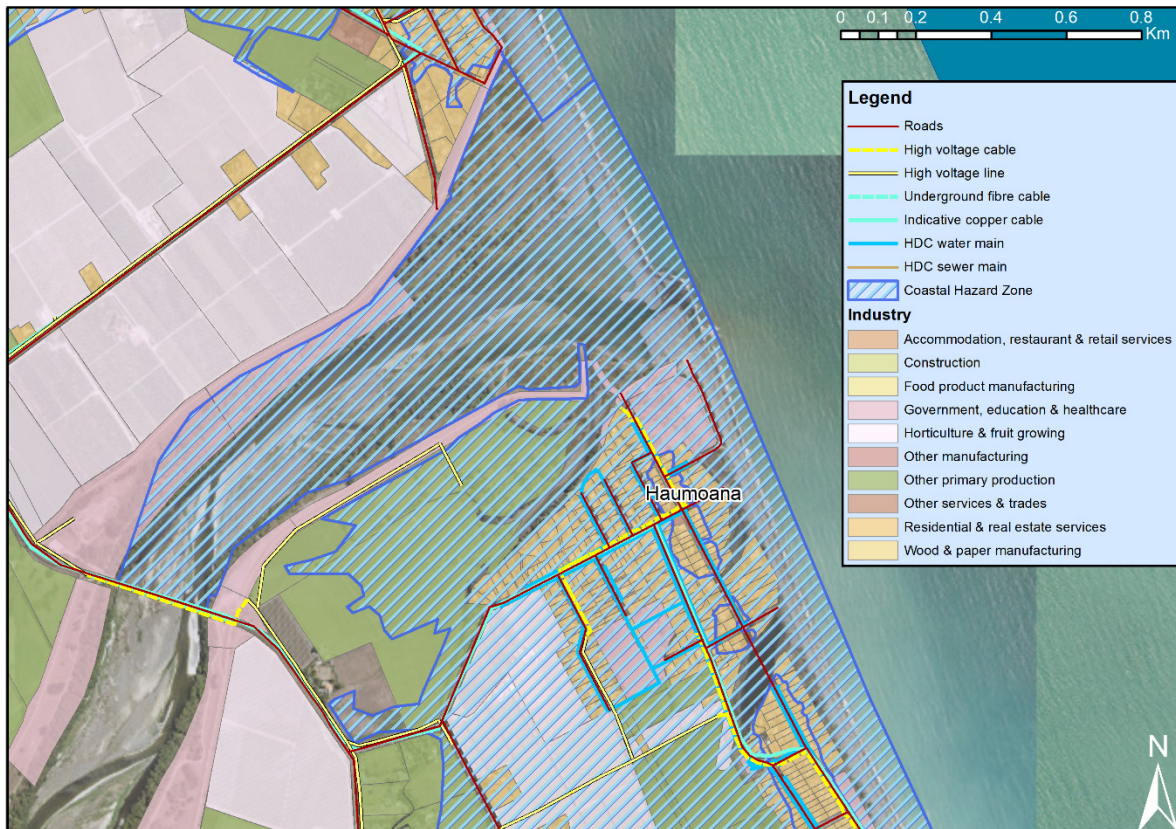 0 0.1 0.2 0.4 0.6 0.8
Km
Legend
Roads
High voltage cable
High voltage line
Underground fibre cable
Indicative copper cable
HDC water main
HDC sewer main
Coastal Hazard Zone
Industry
Accommodation, restaurant & retail services
Construction
Food product manufacturing
Government, education & healthcare
Horticulture & fruit growing
Other manufacturing
Other primary production
Other services & trades
Residential & real estate services
Wood & paper manufacturing
Haumoana
N